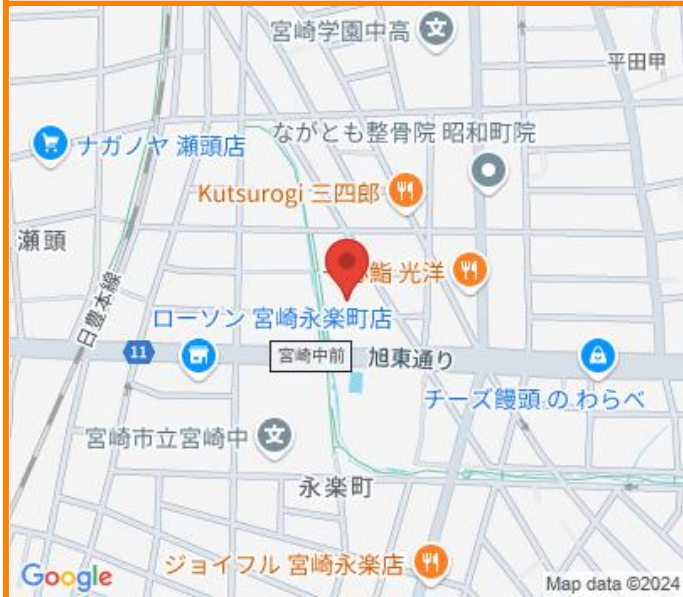 宮崎学園中高
平田甲
ながとも整骨院 昭和町院
ナガノヤ 瀬頭店
Kutsurogi 三四郎
瀬頭
鮨 光洋
日豊本線
ローソン 宮崎永楽町店
11
宮崎中前
旭東通り
チーズ饅頭 の わらべ
宮崎市立宮崎中
文
永楽町
ジョイフル 宮崎永楽店
Google
Map data ©2024